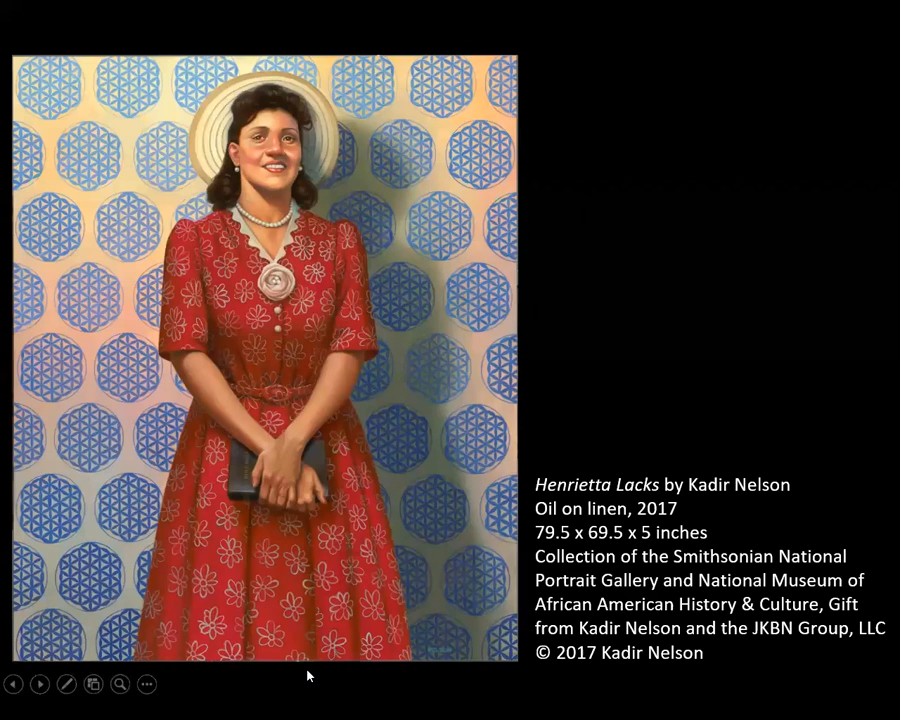 Henrietta Lacks by Kadir Nelson
Oil on linen, 2017
79.5 x 69.5 x 5 inches
Collection of the Smithsonian National
Portrait Gallery and National Museum of
African American History & Culture, Gift
from Kadir Nelson and the JKBN Group, LLC
© 2017 Kadir Nelson